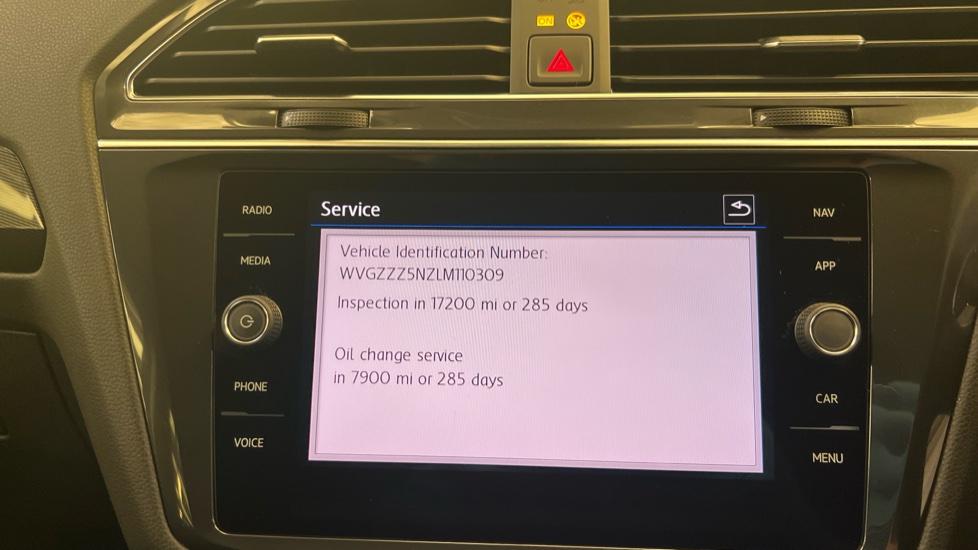 ON
RADIO
Service
NAV
MEDIA
Vehicle Identification Number:
WVGZZZ5NZLM110309
APP
Inspection in 17200 mi or 285 days
Oil change service
in 7900 mi or 285 days
PHONE
CAR
VOICE
MENU